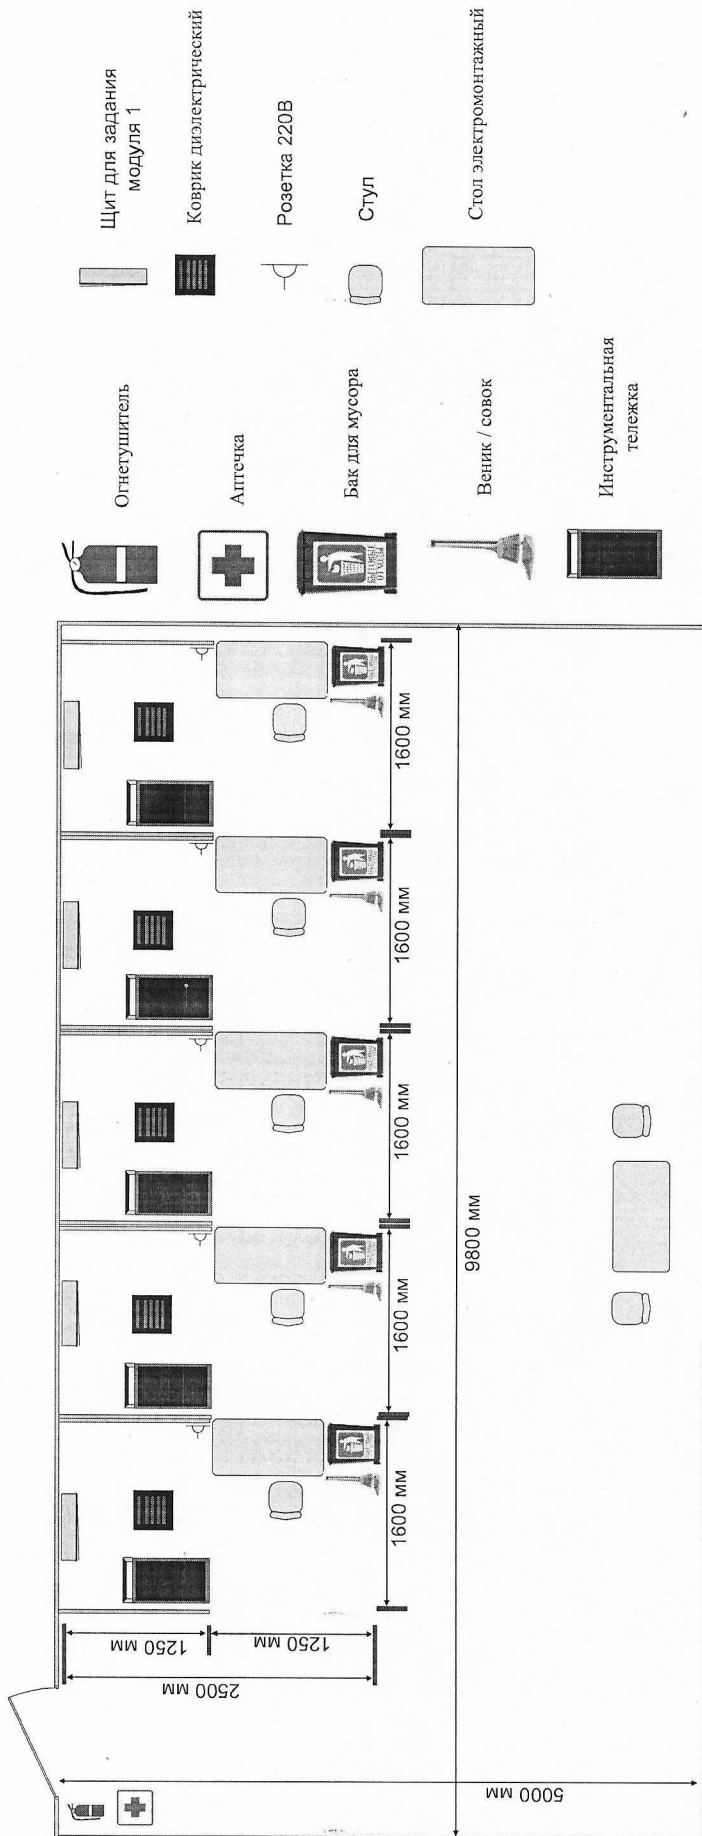 Щит для задания
модуля 1
Коврик диэлектрический
Розетка 220В
Стул
Стол электромонтажный
Огнетушитель
Аптечка
Бак для мусора
Веник / совок
Инструментальная
тележка
БЫТОВЫЕ
ОТХОДЫ
1600 мм
1600 мм
1600 мм
1600 мм
1600 мм
9800 мм
1250 мм
1250 мм
2500 мм
5000 мм